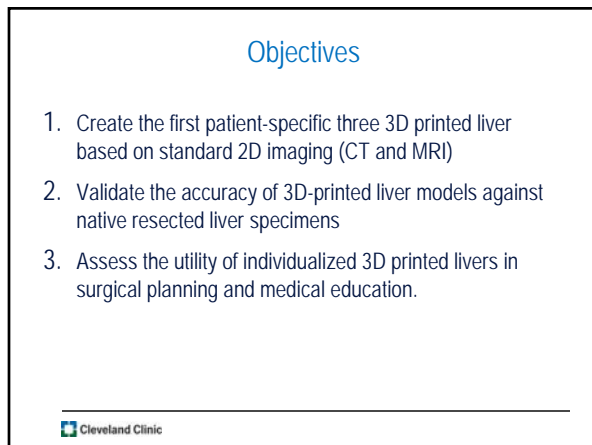 Objectives
1. Create the first patient-specific three 3D printed liver
based on standard 2D imaging (CT and MRI)
2. Validate the accuracy of 3D-printed liver models against
native resected liver specimens
3. Assess the utility of individualized 3D printed livers in
surgical planning and medical education.
Cleveland Clinic